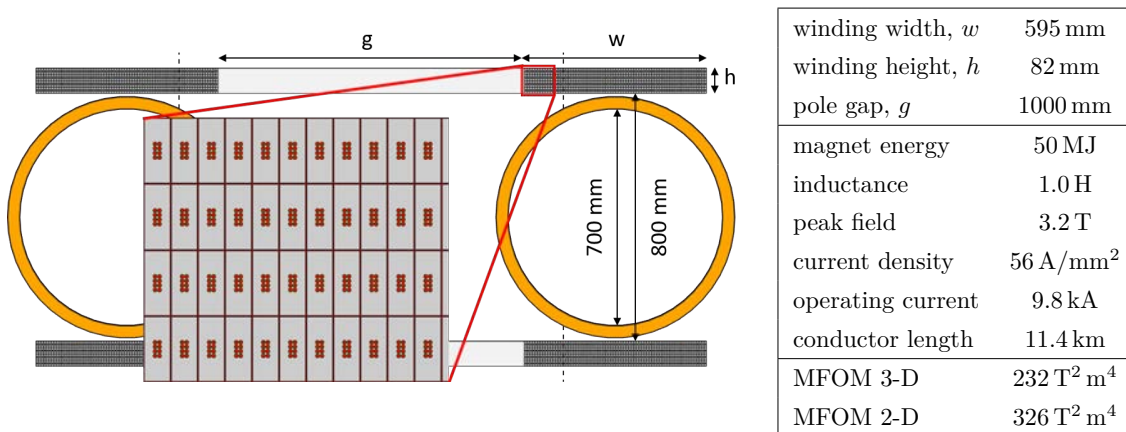 g
w
h
700 mm
800 mm
winding width, w 595 mm
winding height, h 82 mm
pole gap, g 1000 mm
magnet energy 50 MJ
inductance 1.0 H
peak field 3.2 T
current density 56 A/mm²
operating current 9.8 kA
conductor length 11.4 km
MFOM 3-D 232 T² m⁴
MFOM 2-D 326 T² m⁴